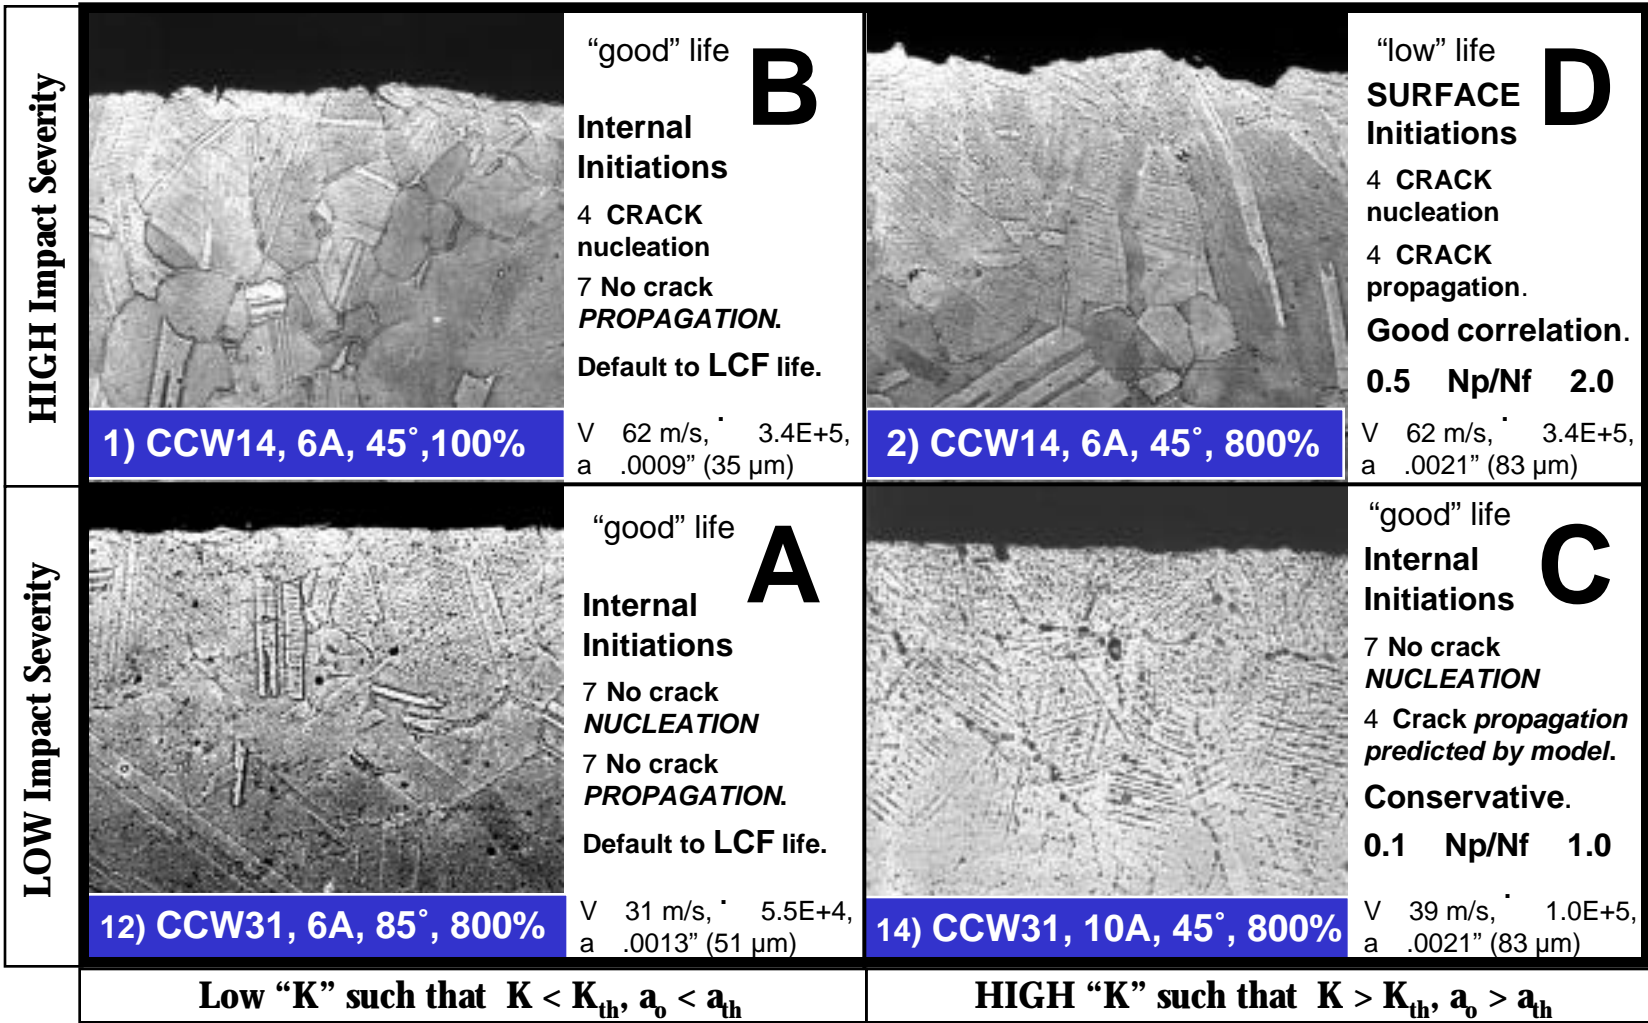 HIGH Impact Severity
“good” life
B
Internal
Initiations
4 CRACK
nucleation
7 No crack
PROPAGATION.
Default to LCF life.
1) CCW14, 6A, 45°,100%
V 62 m/s, ˙ 3.4E+5,
a .0009” (35 µm)
“low” life
D
SURFACE
Initiations
4 CRACK
nucleation
4 CRACK
propagation.
Good correlation.
0.5 Np/Nf 2.0
2) CCW14, 6A, 45°, 800%
V 62 m/s, ˙ 3.4E+5,
a .0021” (83 µm)
LOW Impact Severity
“good” life
A
Internal
Initiations
7 No crack
NUCLEATION
7 No crack
PROPAGATION.
Default to LCF life.
12) CCW31, 6A, 85°, 800%
V 31 m/s, ˙ 5.5E+4,
a .0013” (51 µm)
“good” life
C
Internal
Initiations
7 No crack
NUCLEATION
4 Crack propagation
predicted by model.
Conservative.
0.1 Np/Nf 1.0
14) CCW31, 10A, 45°, 800%
V 39 m/s, ˙ 1.0E+5,
a .0021” (83 µm)
Low “K” such that K < Kth, ao < ath
HIGH “K” such that K > Kth, ao > ath